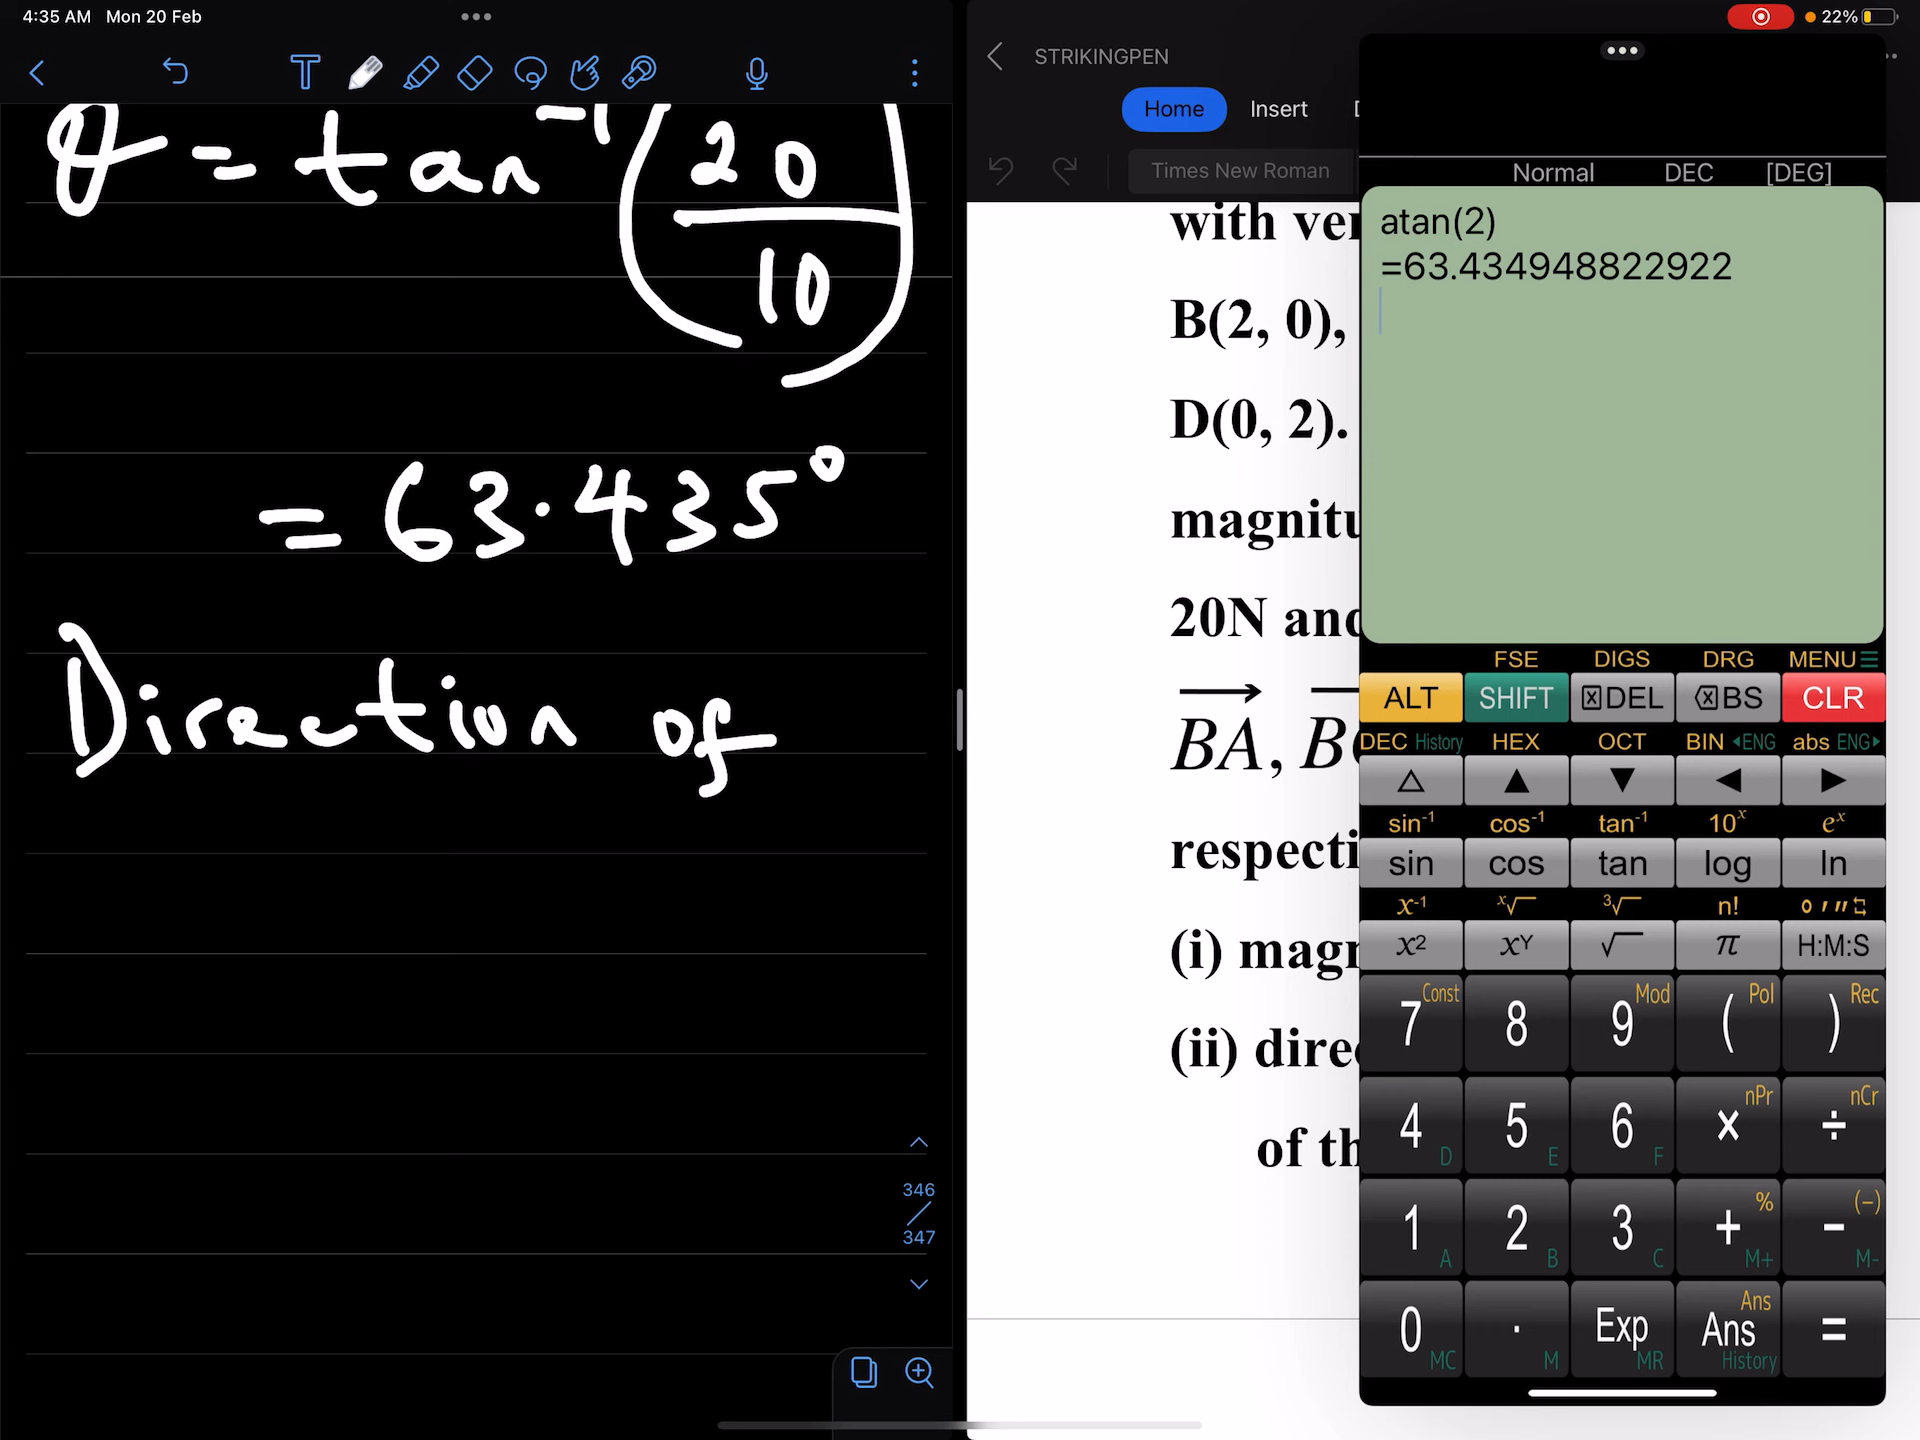 4:35 AM Mon 20 Feb
22%
θ = tan⁻¹(20/10)
= 63.435°
Direction of
346
347
STRIKINGPEN
Home Insert
Times New Roman
with ver
B(2, 0),
D(0, 2).
magnitu
20N and
BA, BC
respecti
(i) magn
(ii) direc
of th
Normal DEC [DEG]
atan(2)
=63.434948822922
FSE DIGS DRG MENU
ALT SHIFT DEL BS CLR
DEC History HEX OCT BIN ENG abs ENG
sin⁻¹ cos⁻¹ tan⁻¹ 10ˣ eˣ
sin cos tan log ln
x⁻¹ ˣ√ ³√ n! ° ' "
x² xʸ √ π H:M:S
Const Mod Pol Rec
7 8 9 ( )
nPr nCr
4 5 6 × ÷
D E F
% (−)
1 2 3 + −
A B C M+ M-
Ans
0 . Exp Ans =
MC M MR History